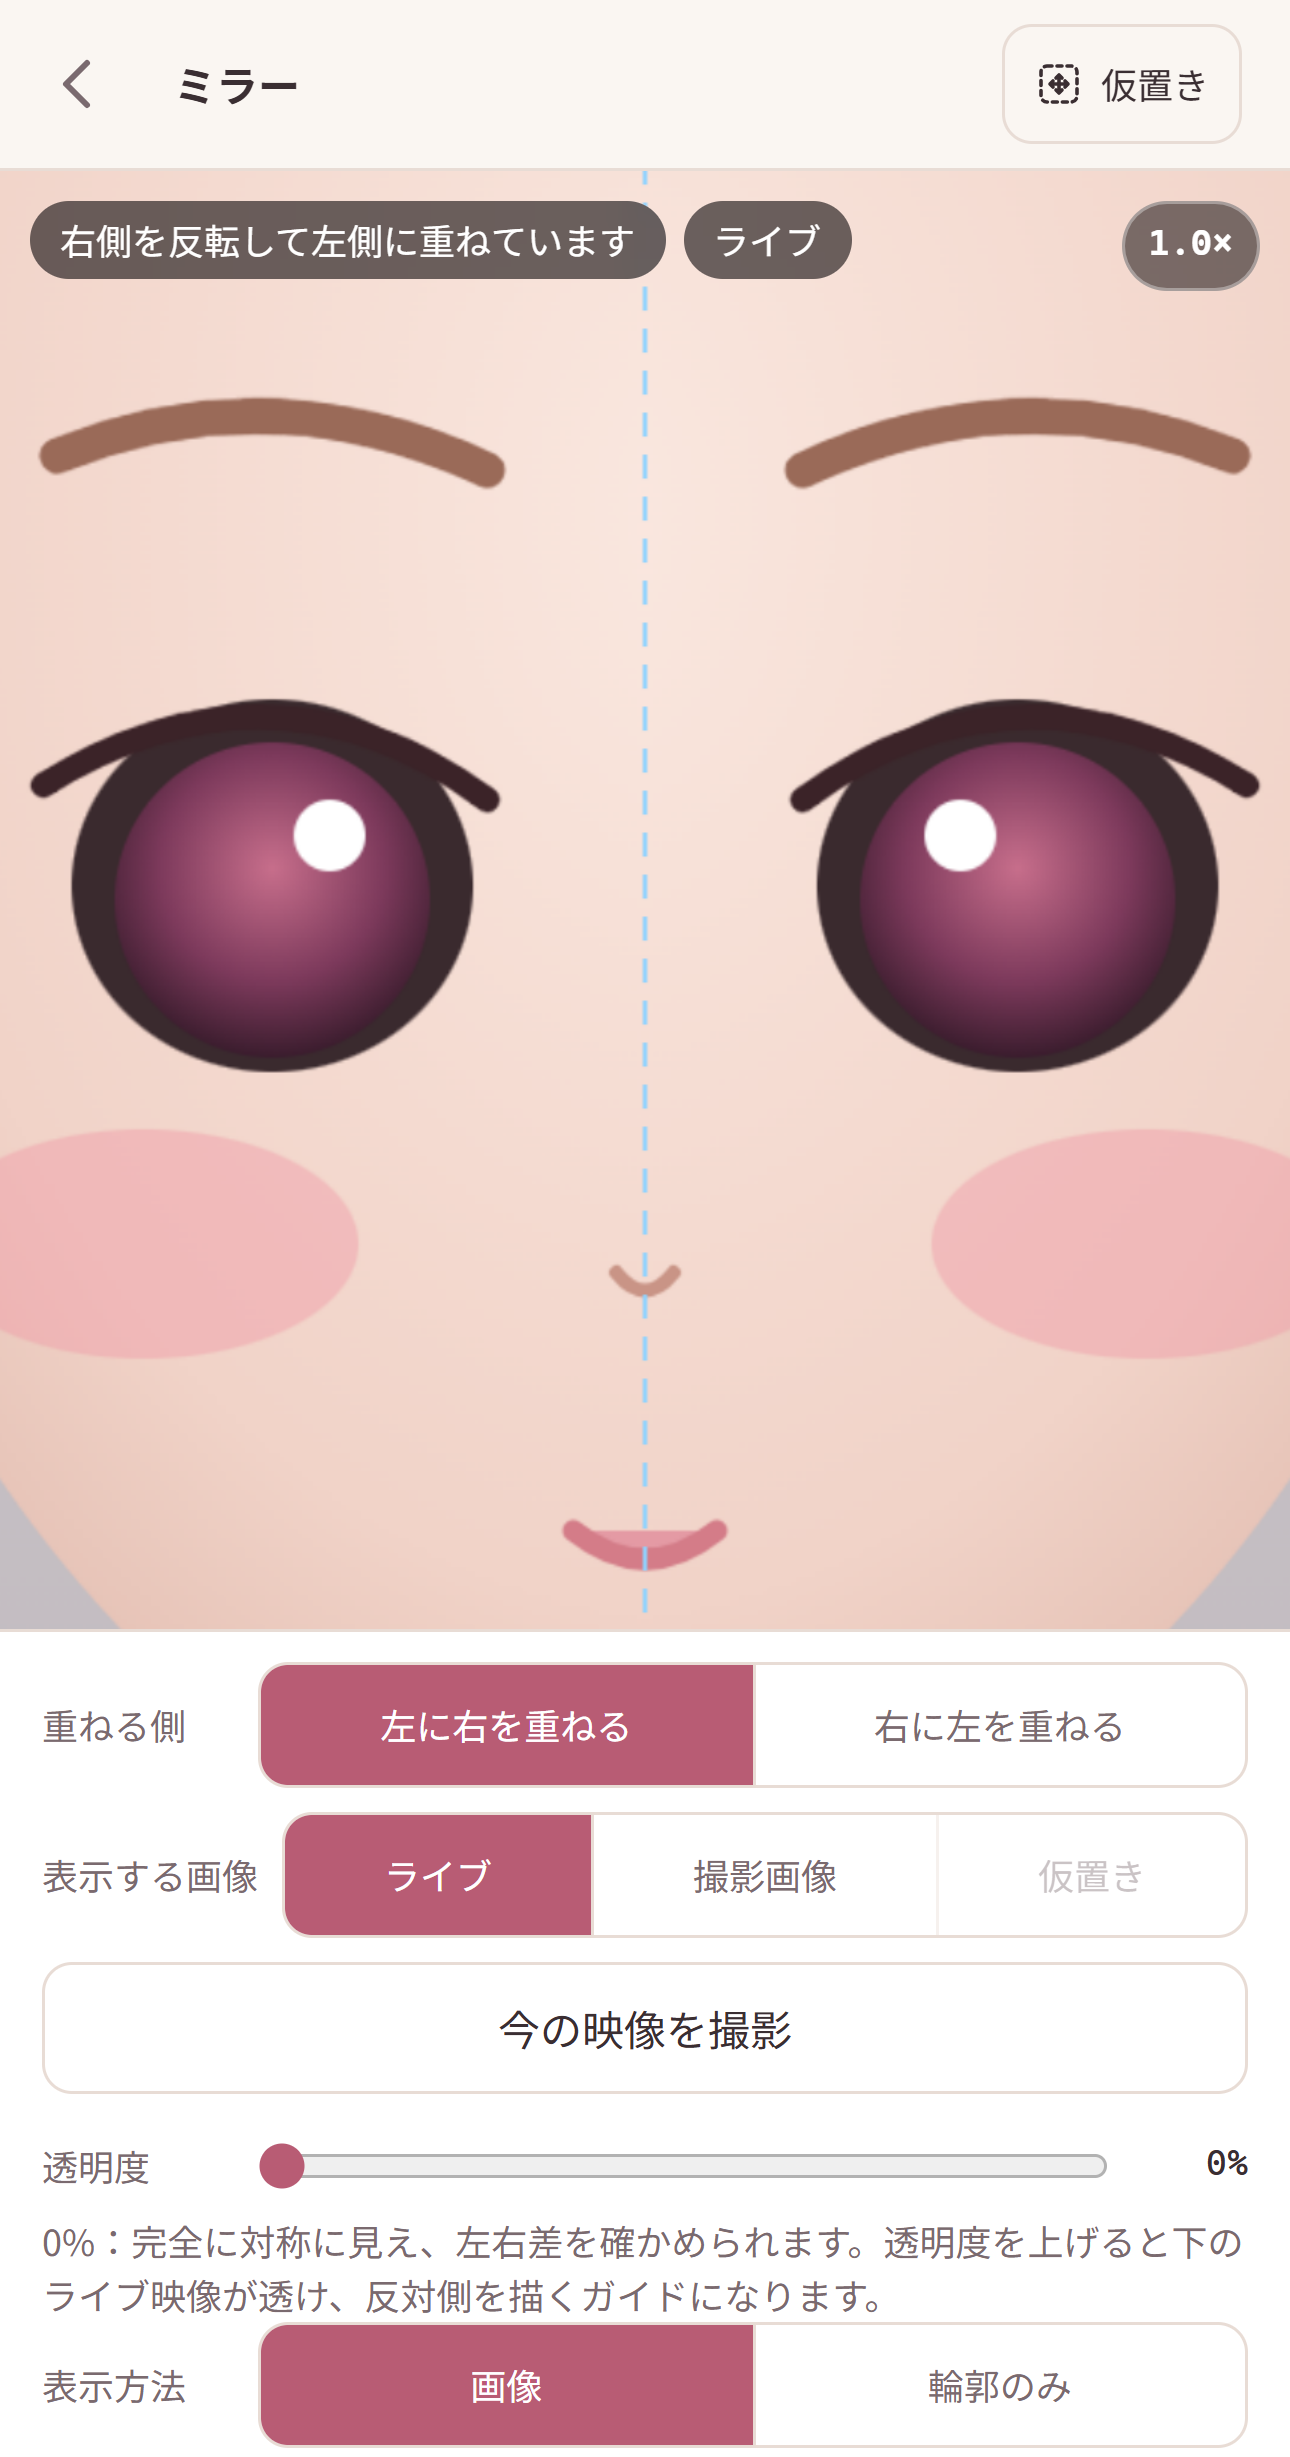 ミラー
仮置き
右側を反転して左側に重ねています
ライブ
1.0×
重ねる側
左に右を重ねる
右に左を重ねる
表示する画像
ライブ
撮影画像
仮置き
今の映像を撮影
透明度
0%
0%：完全に対称に見え、左右差を確かめられます。透明度を上げると下の
ライブ映像が透け、反対側を描くガイドになります。
表示方法
画像
輪郭のみ